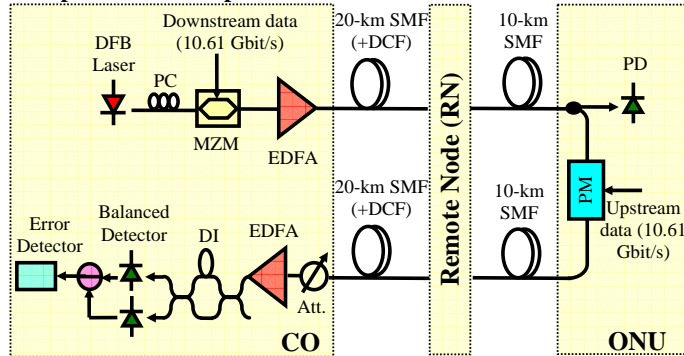 Downstream data
(10.61 Gbit/s)
DFB
Laser
PC
MZM
EDFA
20-km SMF
(+DCF)
10-km
SMF
PD
Remote Node (RN)
PM
Upstream
data (10.61
Gbit/s)
20-km SMF
(+DCF)
10-km
SMF
Error
Detector
Balanced
Detector
DI
EDFA
Att.
CO
ONU